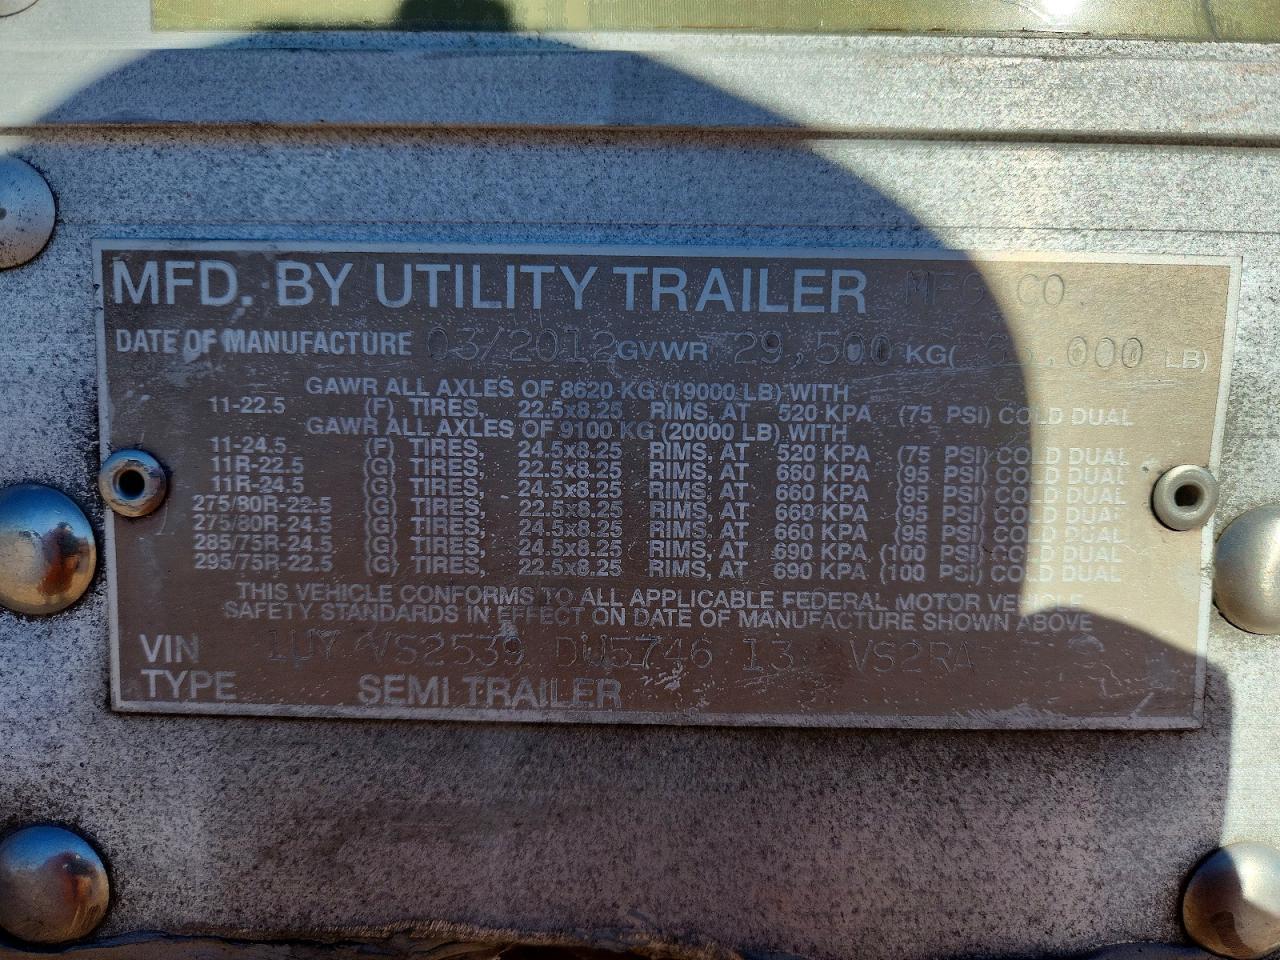 MFD. BY UTILITY TRAILER MFG CO.
DATE OF MANUFACTURE 03/2012 GVWR 29,500 KG( 65,000 LB)
GAWR ALL AXLES OF 8620 KG (19000 LB) WITH
11-22.5 (F) TIRES, 22.5x8.25 RIMS, AT 520 KPA (75 PSI) COLD DUAL
GAWR ALL AXLES OF 9100 KG (20000 LB) WITH
11-24.5 (F) TIRES, 24.5x8.25 RIMS, AT 520 KPA (75 PSI) COLD DUAL
11R-22.5 (G) TIRES, 22.5x8.25 RIMS, AT 660 KPA (95 PSI) COLD DUAL
11R-24.5 (G) TIRES, 24.5x8.25 RIMS, AT 660 KPA (95 PSI) COLD DUAL
275/80R-22.5 (G) TIRES, 22.5x8.25 RIMS, AT 660 KPA (95 PSI) COLD DUAL
275/80R-24.5 (G) TIRES, 24.5x8.25 RIMS, AT 660 KPA (95 PSI) COLD DUAL
285/75R-24.5 (G) TIRES, 24.5x8.25 RIMS, AT 690 KPA (100 PSI) COLD DUAL
295/75R-22.5 (G) TIRES, 22.5x8.25 RIMS, AT 690 KPA (100 PSI) COLD DUAL
THIS VEHICLE CONFORMS TO ALL APPLICABLE FEDERAL MOTOR VEHICLE
SAFETY STANDARDS IN EFFECT ON DATE OF MANUFACTURE SHOWN ABOVE
VIN 1UY VS2539 DU5746 13, VS2RA
TYPE SEMI TRAILER